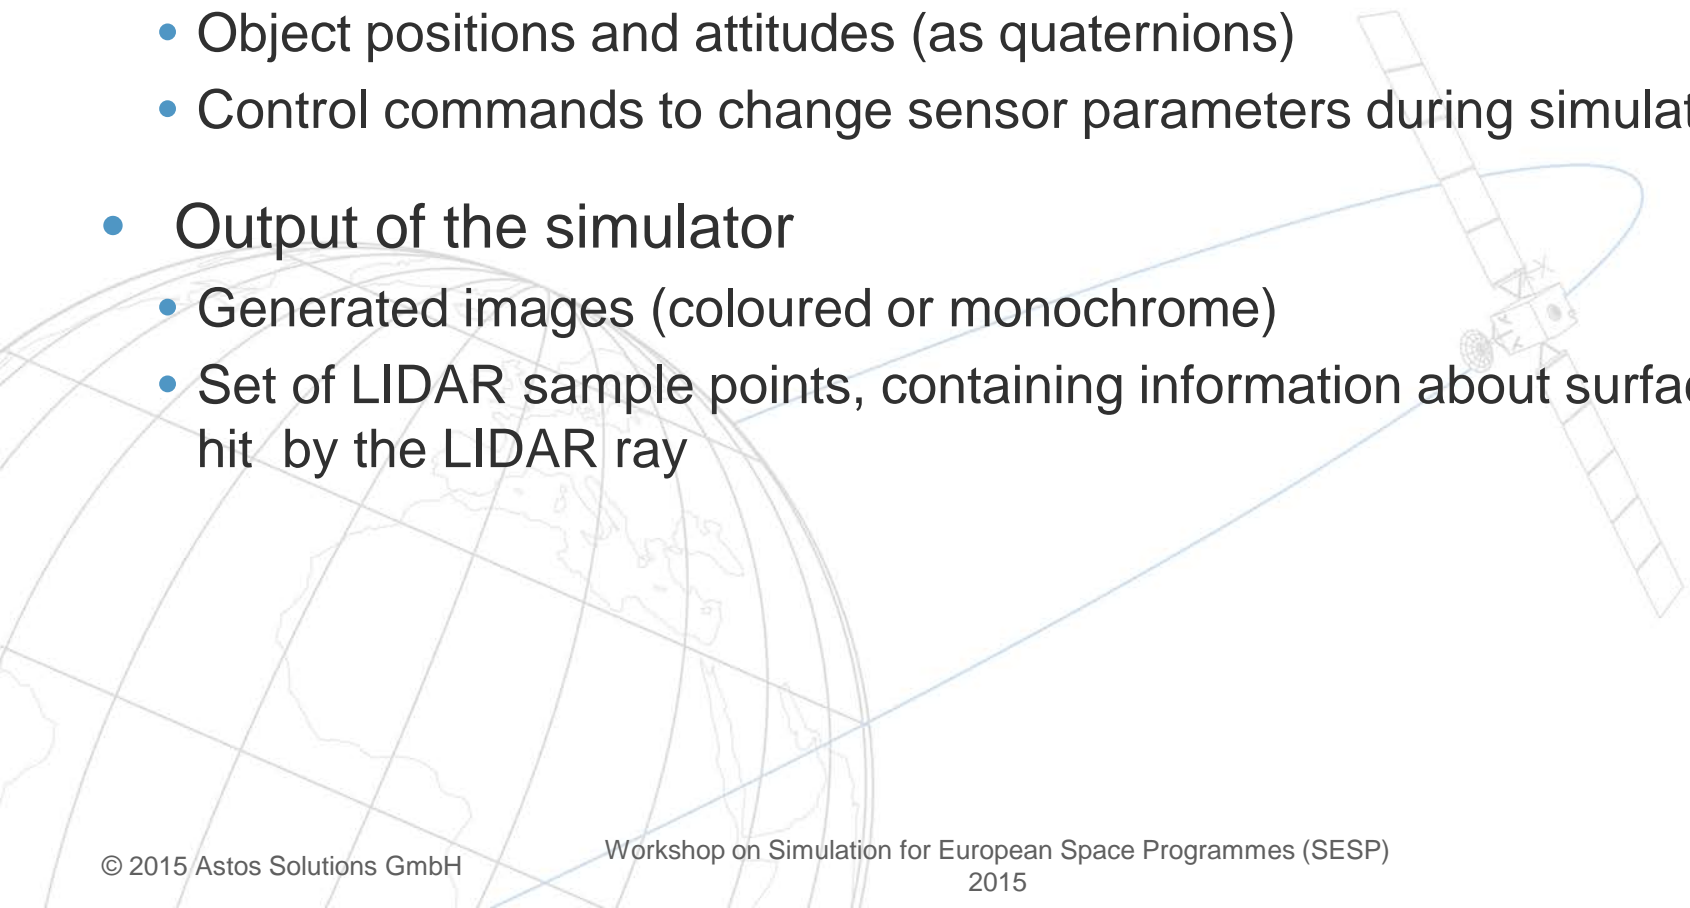 • Object positions and attitudes (as quaternions)
• Control commands to change sensor parameters during
• Output of the simulator
• Generated images (coloured or monochrome)
• Set of LIDAR sample points, containing information about
hit by the LIDAR ray
© 2015 Astos Solutions GmbH
Workshop on Simulation for European Space Programmes (SESP)
2015